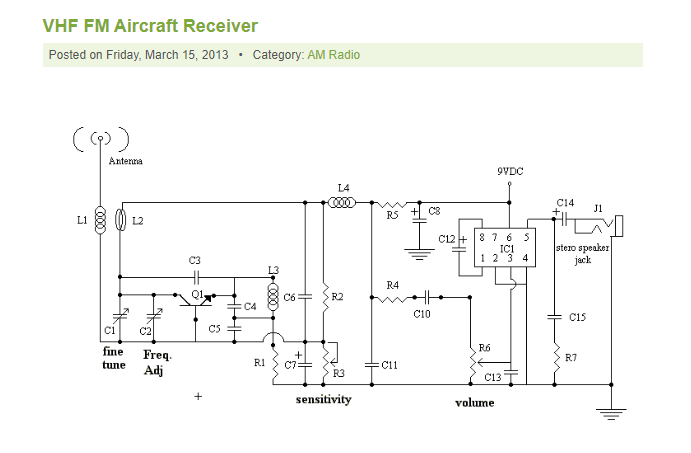 VHF FM Aircraft Receiver
Posted on Friday, March 15, 2013 • Category: AM Radio
Antenna
9VDC
L4
C14
J1
L1
L2
R5
+
C8
+
C12
+
8 7 6 5
IC1
1 2 3 4
stero speaker
jack
C3
L3
Q1
R4
C4
C6
R2
C10
C1
C2
C5
C15
fine
tune
Freq.
Adj
R1
+
C7
R3
C11
R6
C13
R7
+
sensitivity
volume